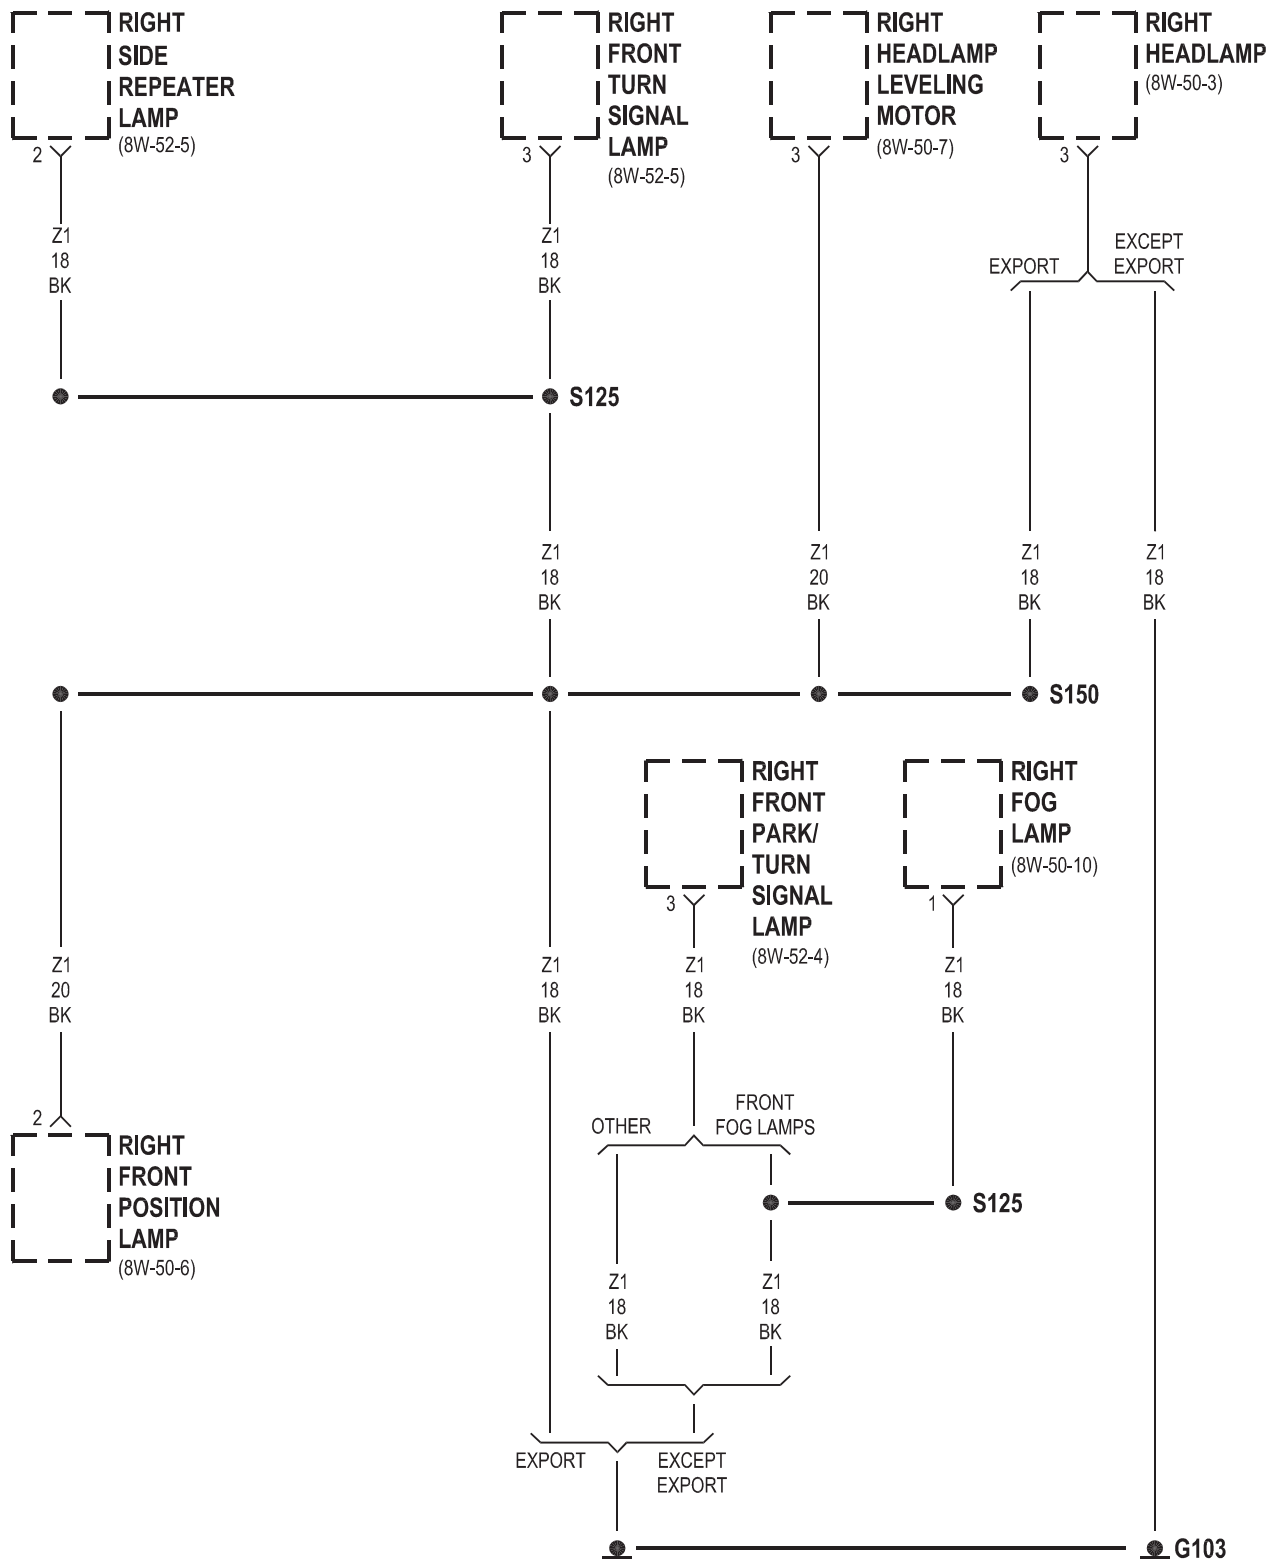 RIGHT
SIDE
REPEATER
LAMP
(8W-52-5)
2
RIGHT
FRONT
TURN
SIGNAL
LAMP
(8W-52-5)
3
RIGHT
HEADLAMP
LEVELING
MOTOR
(8W-50-7)
3
RIGHT
HEADLAMP
(8W-50-3)
3
Z1
18
BK
Z1
18
BK
EXPORT
EXCEPT
EXPORT
S125
Z1
18
BK
Z1
20
BK
Z1
18
BK
Z1
18
BK
S150
RIGHT
FRONT
PARK/
TURN
SIGNAL
LAMP
(8W-52-4)
3
RIGHT
FOG
LAMP
(8W-50-10)
1
Z1
20
BK
Z1
18
BK
Z1
18
BK
Z1
18
BK
2
RIGHT
FRONT
POSITION
LAMP
(8W-50-6)
OTHER
FRONT
FOG LAMPS
S125
Z1
18
BK
Z1
18
BK
EXPORT
EXCEPT
EXPORT
G103